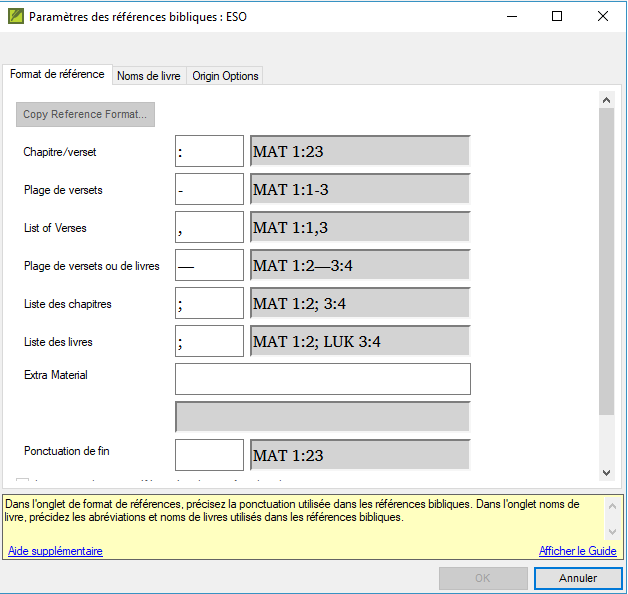 Paramètres des références bibliques : ESO
Format de référence Noms de livre Origin Options
Copy Reference Format...
Chapitre/verset : MAT 1:23
Plage de versets - MAT 1:1-3
List of Verses , MAT 1:1,3
Plage de versets ou de livres — MAT 1:2—3:4
Liste des chapitres ; MAT 1:2; 3:4
Liste des livres ; MAT 1:2; LUK 3:4
Extra Material
Ponctuation de fin MAT 1:23
Dans l'onglet de format de références, précisez la ponctuation utilisée dans les références bibliques. Dans l'onglet noms de
livre, précidez les abréviations et noms de livres utilisés dans les références bibliques.
Aide supplémentaire Afficher le Guide
OK Annuler